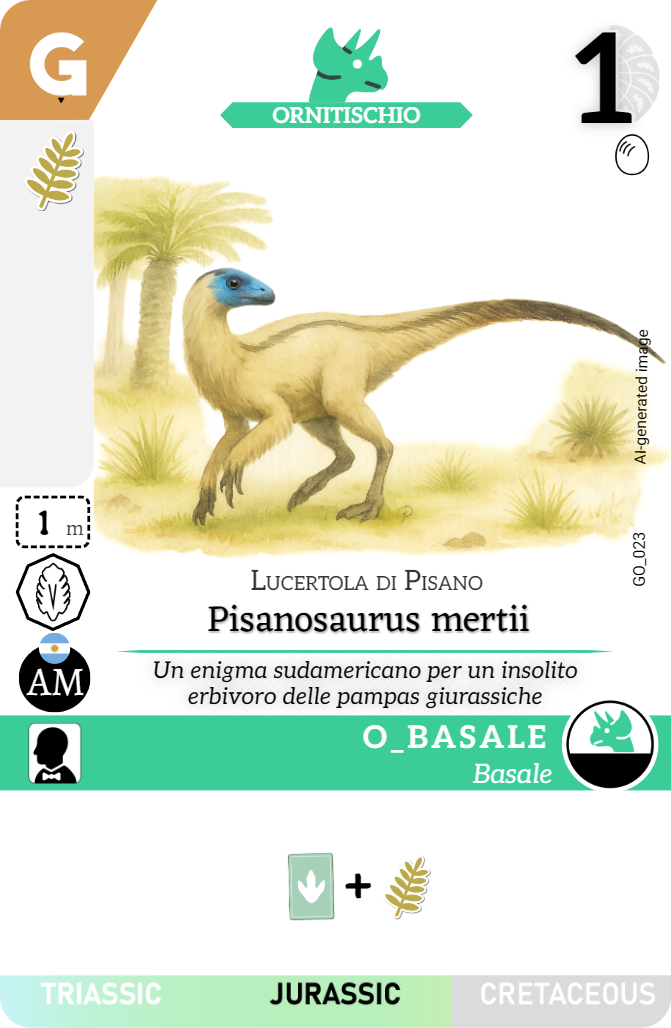 G
ORNITISCHIO
1
AI-generated image
1 m
GO_023
LUCERTOLA DI PISANO
Pisanosaurus mertii
AM
Un enigma sudamericano per un insolito
erbivoro delle pampas giurassiche
O_BASALE
Basale
+
TRIASSIC JURASSIC CRETACEOUS